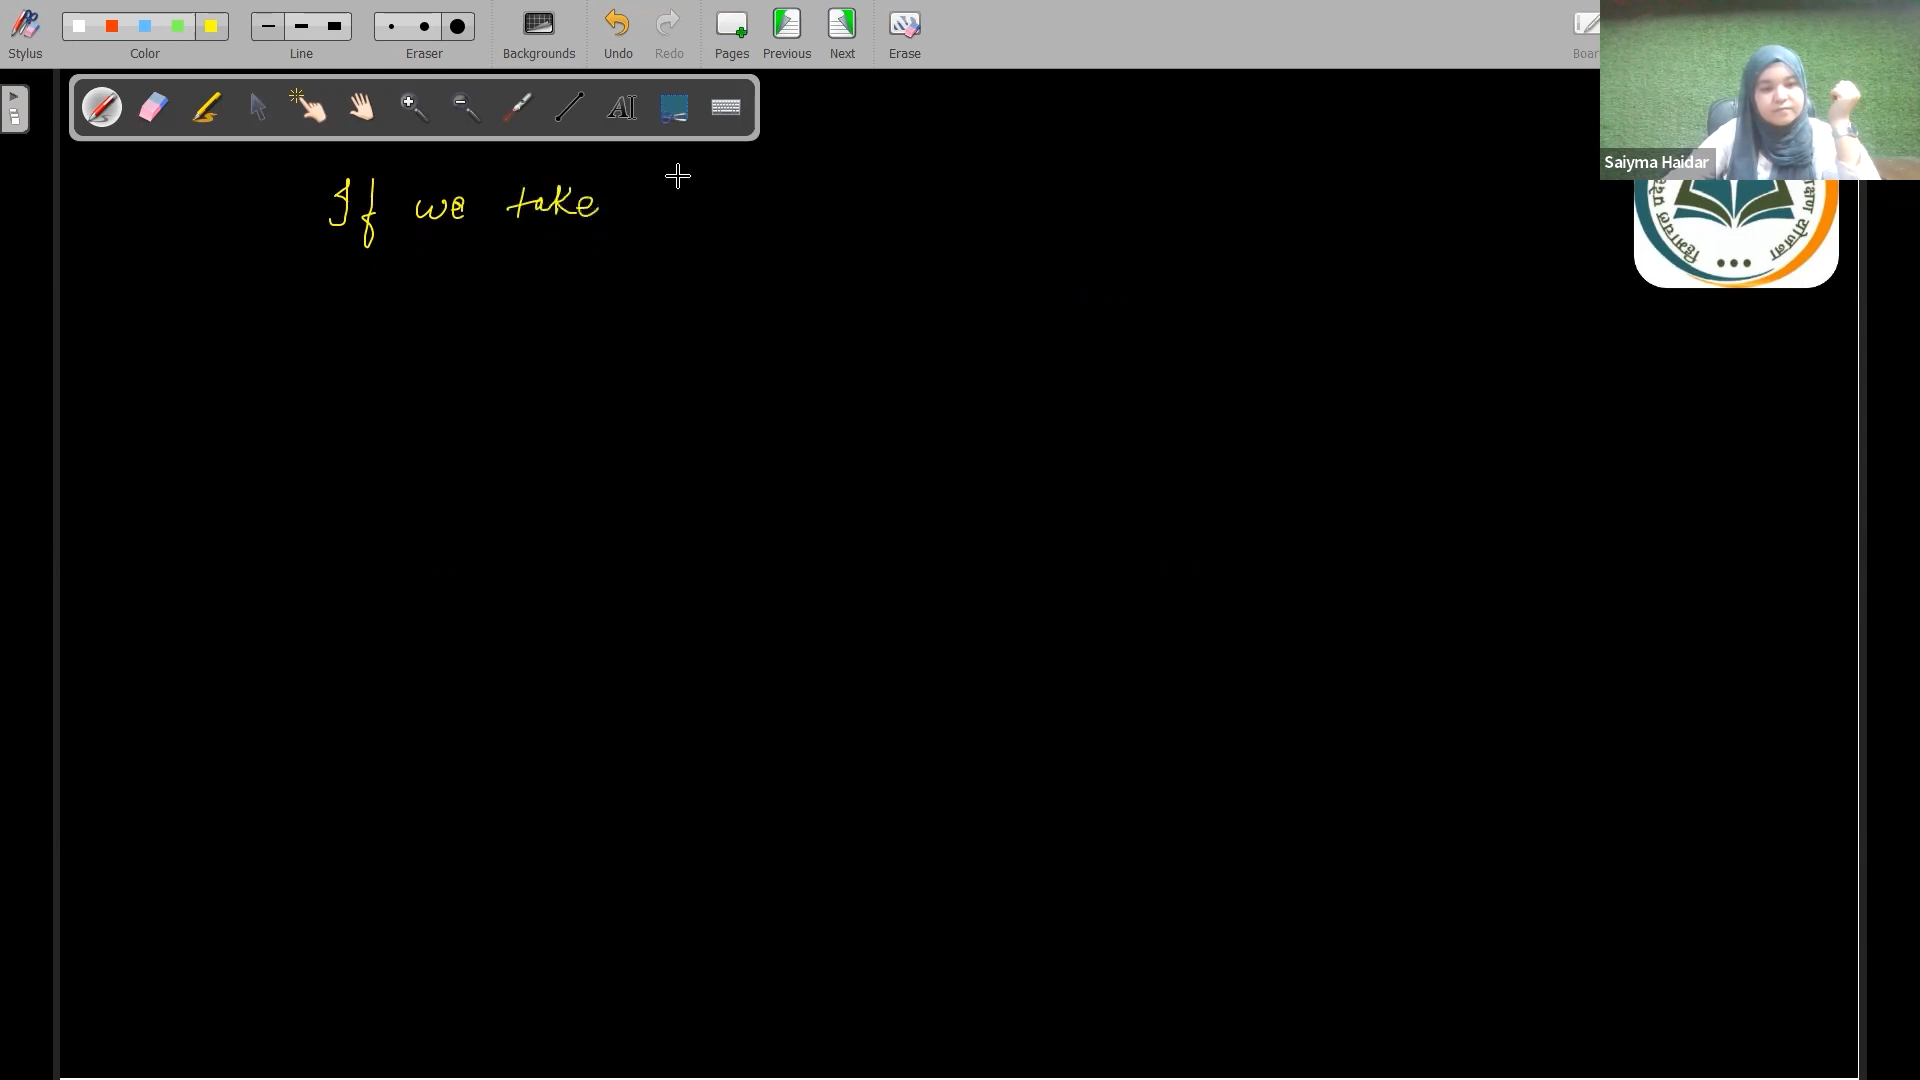 Stylus
Color
Line
Eraser
Backgrounds
Undo
Redo
Pages
Previous
Next
Erase
Saiyma Haidar
If we take